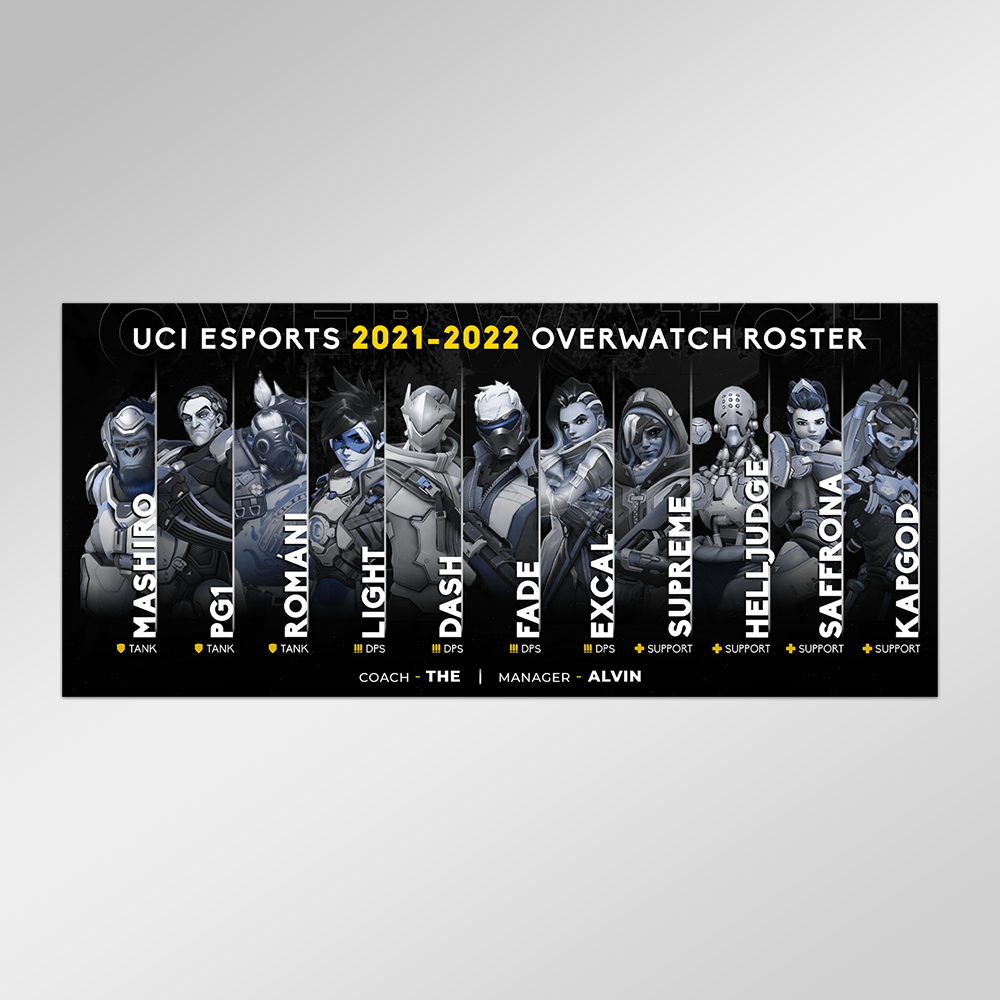 OVERWATCH
UCI ESPORTS 2021-2022 OVERWATCH ROSTER
MASHIRO
TANK
PG1
TANK
ROMÁNI
TANK
LIGHT
DPS
DASH
DPS
FADE
DPS
EXCAL
DPS
SUPREME
SUPPORT
HELLJUDGE
SUPPORT
SAFFRONA
SUPPORT
KAPGOD
SUPPORT
COACH - THE | MANAGER - ALVIN